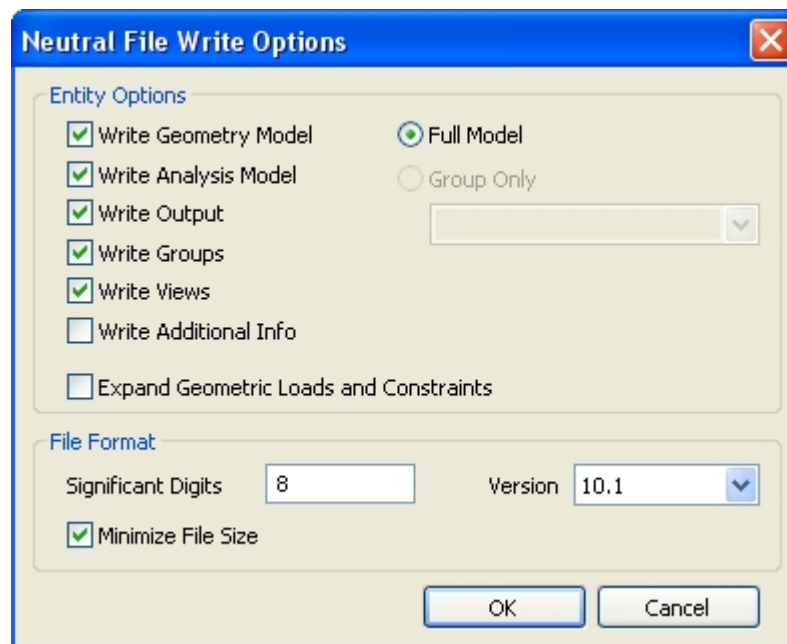 Neutral File Write Options
Entity Options
Write Geometry Model
Full Model
Write Analysis Model
Group Only
Write Output
Write Groups
Write Views
Write Additional Info
Expand Geometric Loads and Constraints
File Format
Significant Digits 8 Version 10.1
Minimize File Size
OK Cancel